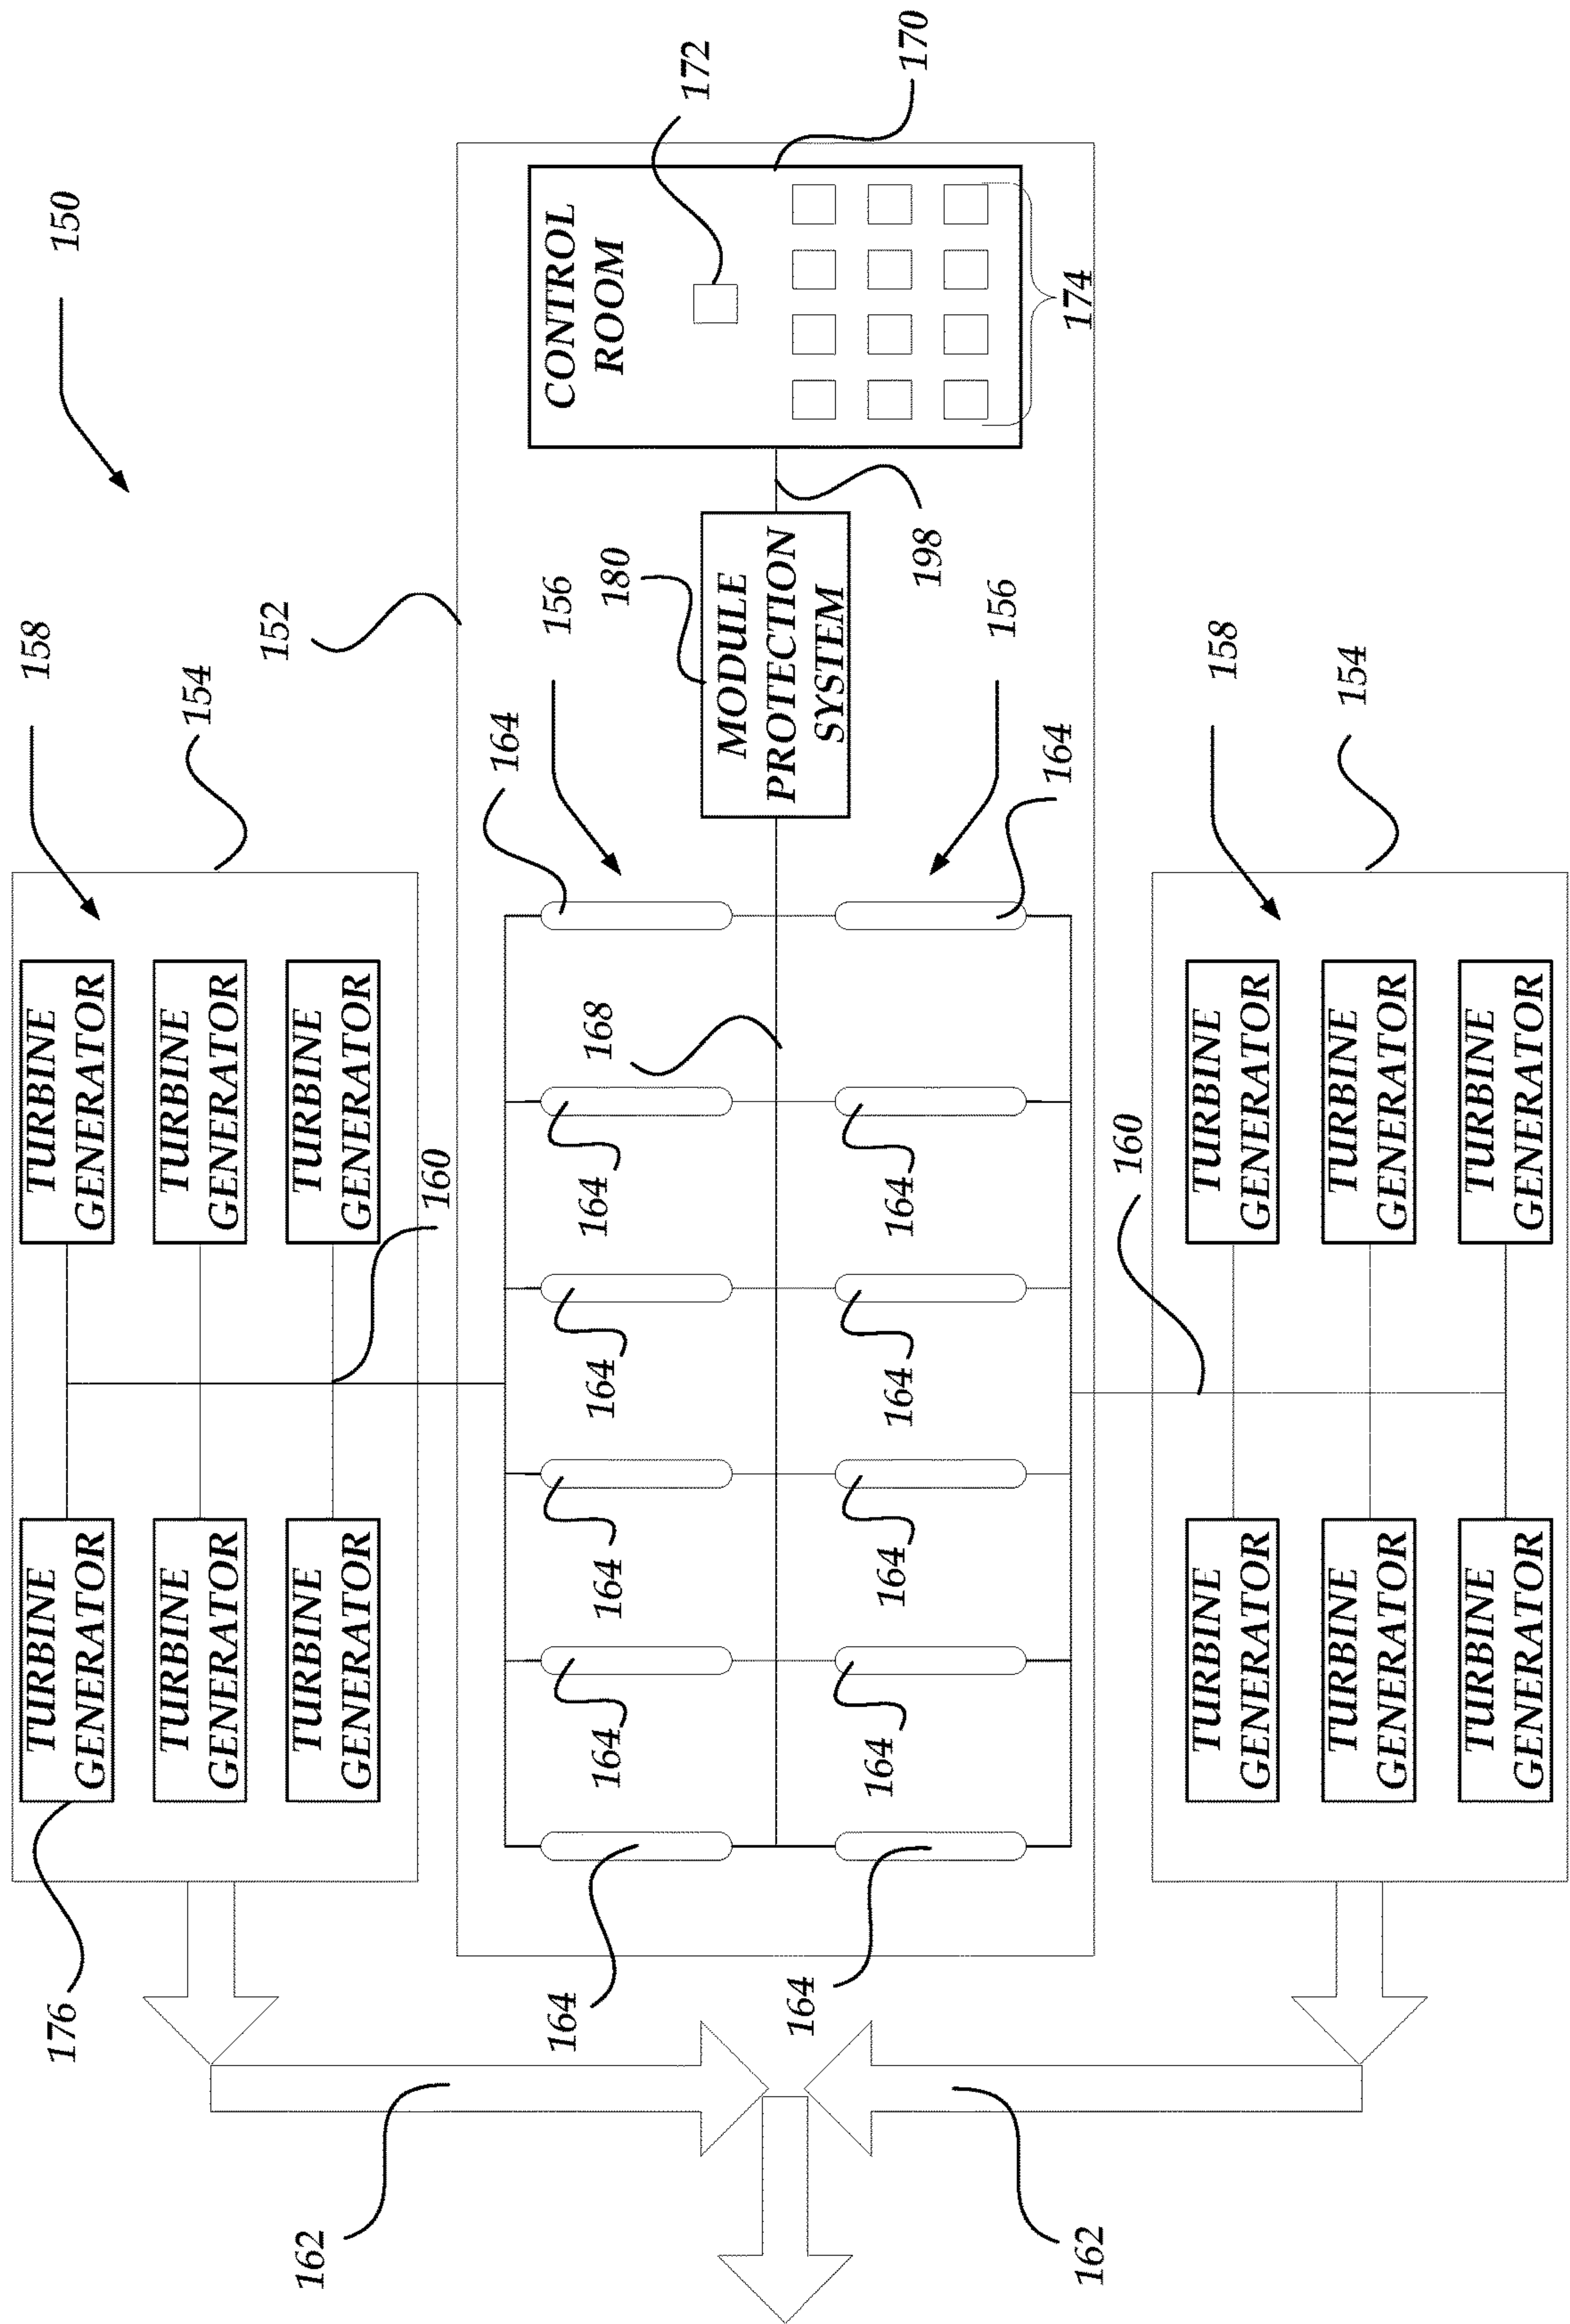 150
158
TURBINE
GENERATOR
TURBINE
GENERATOR
176
154
TURBINE
GENERATOR
TURBINE
GENERATOR
152
TURBINE
GENERATOR
TURBINE
GENERATOR
160
162
164
164
164
164
164
164
156
180
168
CONTROL
ROOM
172
MODULE
PROTECTION
SYSTEM
170
198
164
164
164
164
164
164
156
174
162
160
158
154
TURBINE
GENERATOR
TURBINE
GENERATOR
TURBINE
GENERATOR
TURBINE
GENERATOR
TURBINE
GENERATOR
TURBINE
GENERATOR